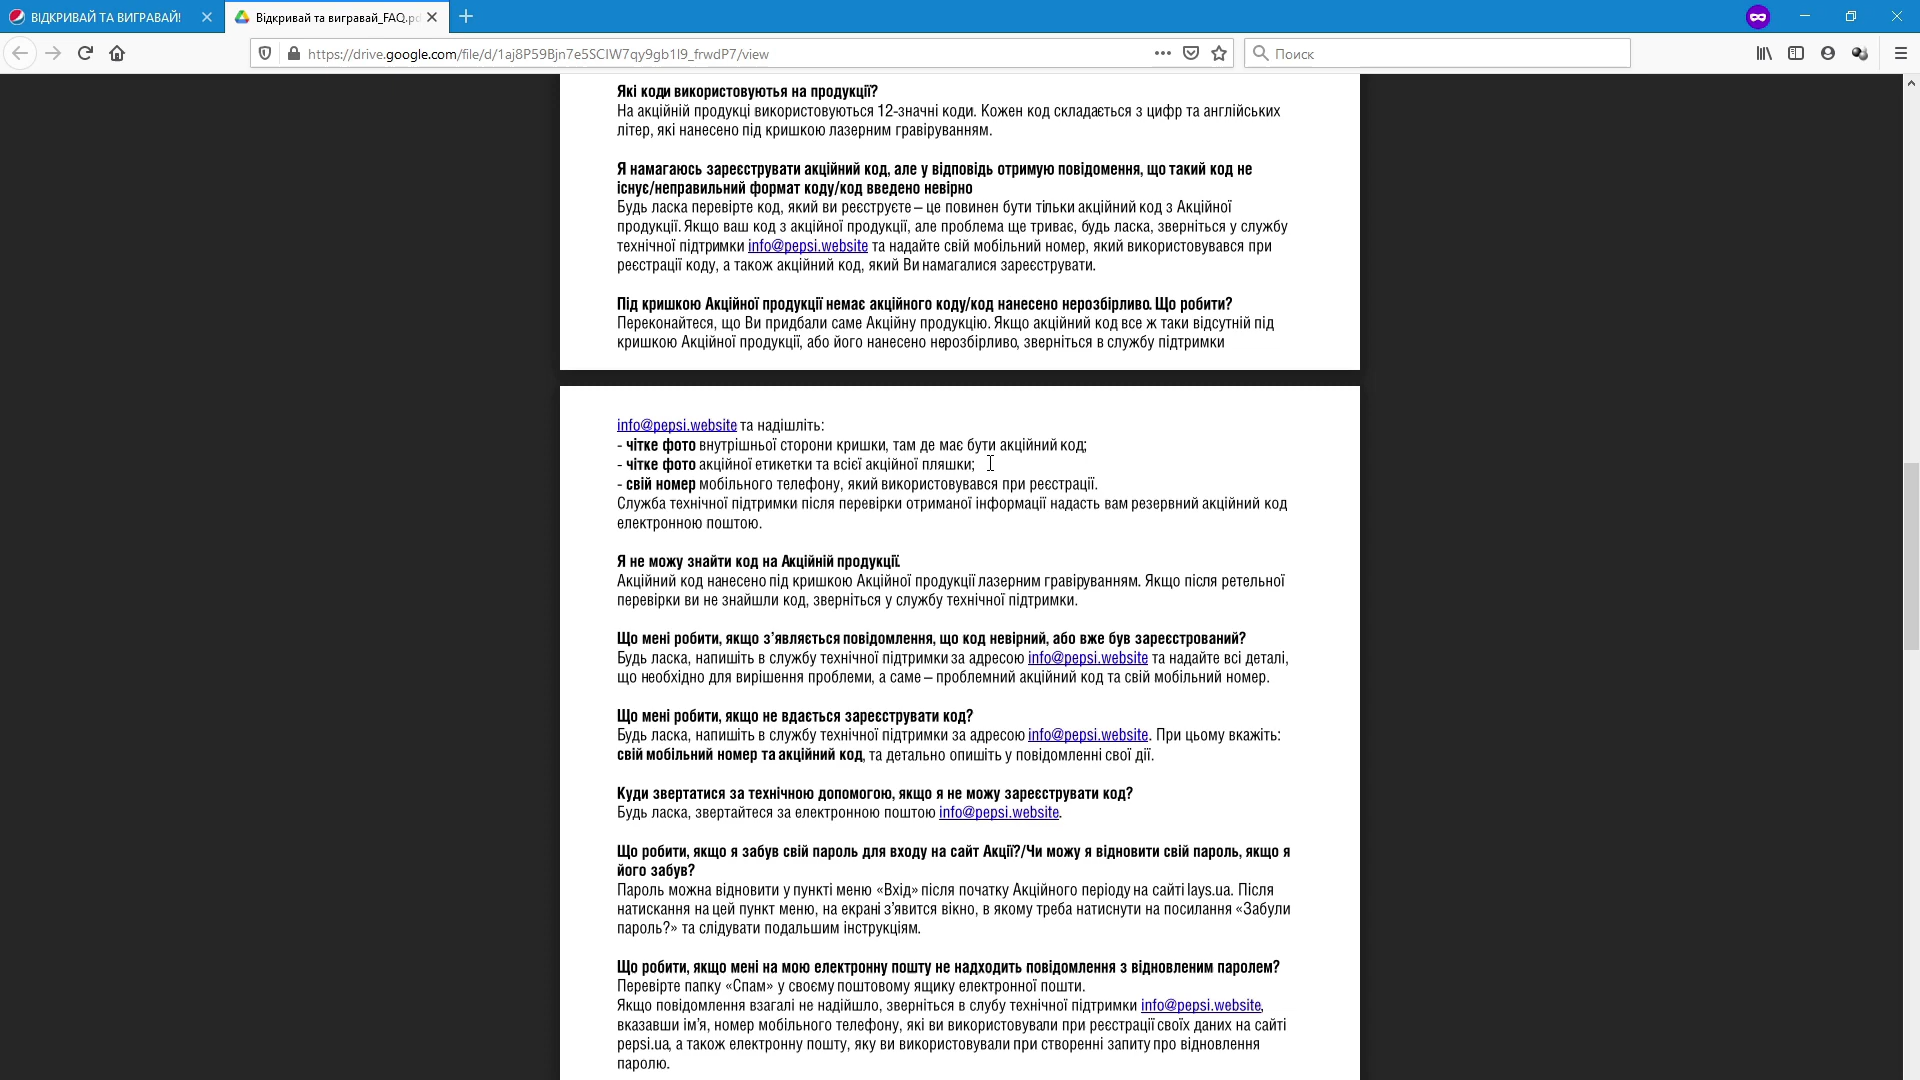 ВІДКРИВАЙ ТА ВИГРАВАЙ!
Відкривай та вигравай_FAQ.pd
https://drive.google.com/file/d/1aj8P59Bjn7e5SCIW7qy9gb1I9_frwdP7/view
Поиск
Які коди використовуютья на продукції?
На акційній продукці використовуються 12-значні коди. Кожен код складається з цифр та англійських
літер, які нанесено під кришкою лазерним гравіруванням.
Я намагаюсь зареєструвати акційний код, але у відповідь отримую повідомення, що такий код не
існує/неправильний формат коду/код введено невірно
Будь ласка перевірте код, який ви реєструєте – це повинен бути тільки акційний код з Акційної
продукції. Якщо ваш код з акційної продукції, але проблема ще триває, будь ласка, зверніться у службу
технічної підтримки info@pepsi.website та надайте свій мобільний номер, який використовувався при
реєстрації коду, а також акційний код, який Ви намагалися зареєструвати.
Під кришкою Акційної продукції немає акційного коду/код нанесено нерозбірливо. Що робити?
Переконайтеся, що Ви придбали саме Акційну продукцію. Якщо акційний код все ж таки відсутній під
кришкою Акційної продукції, або його нанесено нерозбірливо, зверніться в службу підтримки
info@pepsi.website та надішліть:
- чітке фото внутрішньої сторони кришки, там де має бути акційний код;
- чітке фото акційної етикетки та всієї акційної пляшки;
- свій номер мобільного телефону, який використовувався при реєстрації.
Служба технічної підтримки після перевірки отриманої інформації надасть вам резервний акційний код
електронною поштою.
Я не можу знайти код на Акційній продукції.
Акційний код нанесено під кришкою Акційної продукції лазерним гравіруванням. Якщо після ретельної
перевірки ви не знайшли код, зверніться у службу технічної підтримки.
Що мені робити, якщо з’являється повідомлення, що код невірний, або вже був зареєстрований?
Будь ласка, напишіть в службу технічної підтримки за адресою info@pepsi.website та надайте всі деталі,
що необхідно для вирішення проблеми, а саме – проблемний акційний код та свій мобільний номер.
Що мені робити, якщо не вдається зареєструвати код?
Будь ласка, напишіть в службу технічної підтримки за адресою info@pepsi.website. При цьому вкажіть:
свій мобільний номер та акційний код, та детально опишіть у повідомленні свої дії.
Куди звертатися за технічною допомогою, якщо я не можу зареєструвати код?
Будь ласка, звертайтеся за електронною поштою info@pepsi.website.
Що робити, якщо я забув свій пароль для входу на сайт Акції?/Чи можу я відновити свій пароль, якщо я
його забув?
Пароль можна відновити у пункті меню «Вхід» після початку Акційного періоду на сайті lays.ua. Після
натискання на цей пункт меню, на екрані з’явится вікно, в якому треба натиснути на посилання «Забули
пароль?» та слідувати подальшим інструкціям.
Що робити, якщо мені на мою електронну пошту не надходить повідомлення з відновленим паролем?
Перевірте папку «Спам» у своєму поштовому ящику електронної пошти.
Якщо повідомлення взагалі не надійшло, зверніться в слубу технічної підтримки info@pepsi.website,
вказавши ім’я, номер мобільного телефону, які ви використовували при реєстрації своїх даних на сайті
pepsi.ua, а також електронну пошту, яку ви використовували при створенні запиту про відновлення
паролю.